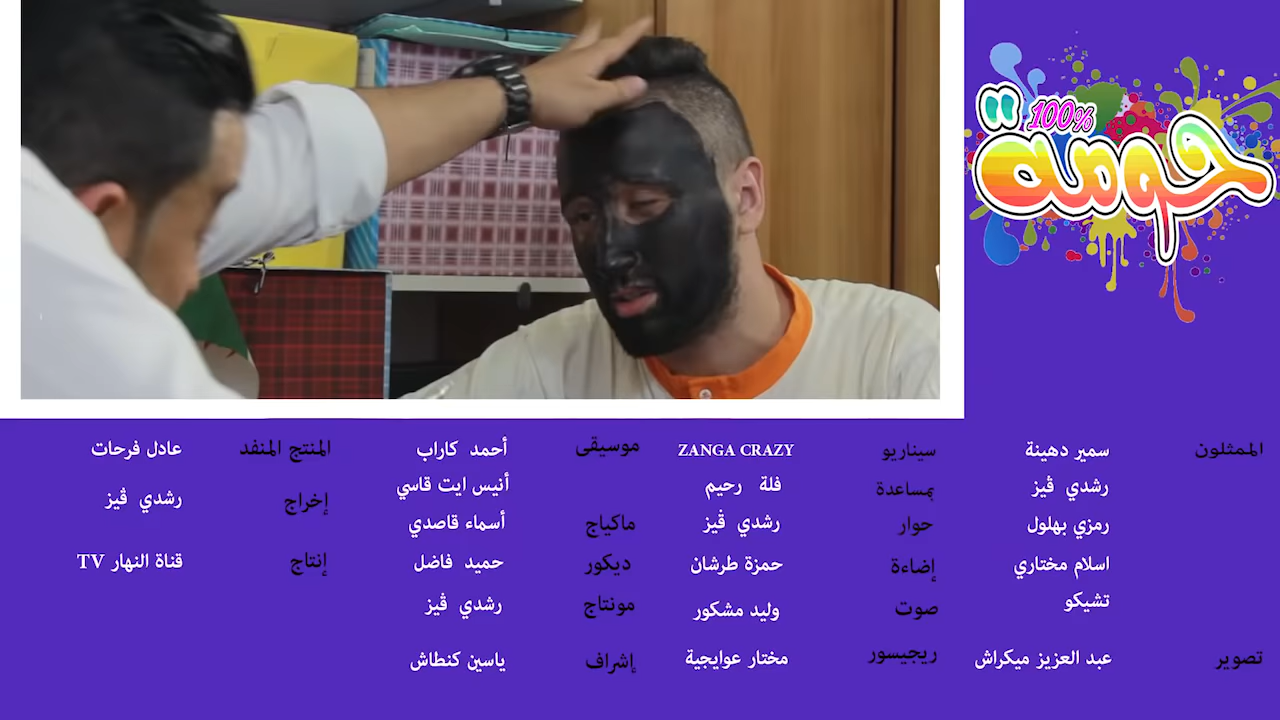 100%
حومة
الممثلون
سمير دهينة
رشدي ڤيز
رمزي بهلول
اسلام مختاري
تشيكو
تصوير
عبد العزيز ميكراش
سيناريو
ZANGA CRAZY
بمساعدة
فلة رحيم
حوار
رشدي ڤيز
إضاءة
حمزة طرشان
صوت
وليد مشكور
ريجيسور
مختار عوايجية
موسيقى
أحمد كاراب
أنيس ايت قاسي
ماكياج
أسماء قاصدي
ديكور
حميد فاضل
مونتاج
رشدي ڤيز
إشراف
ياسين كنطاش
المنتج المنفد
عادل فرحات
إخراج
رشدي ڤيز
إنتاج
قناة النهار TV